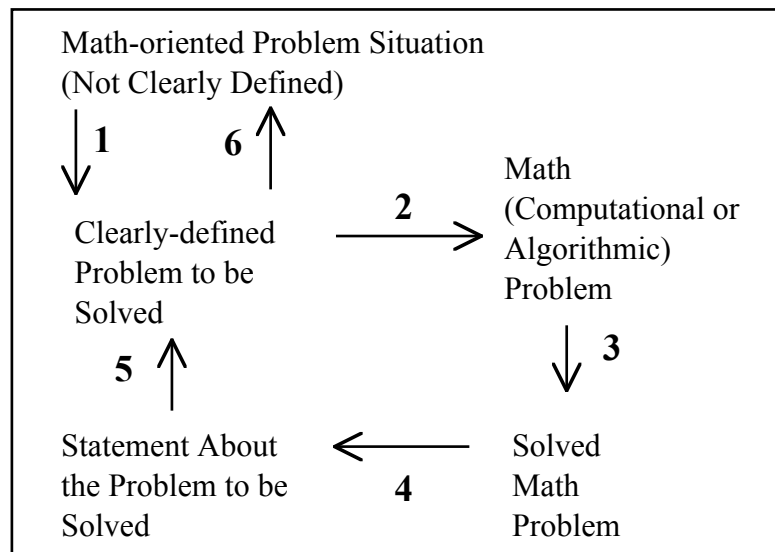 Math-oriented Problem Situation
(Not Clearly Defined)
1
6
Clearly-defined
Problem to be
Solved
2
Math
(Computational or
Algorithmic)
Problem
3
5
Statement About
the Problem to be
Solved
4
Solved
Math
Problem